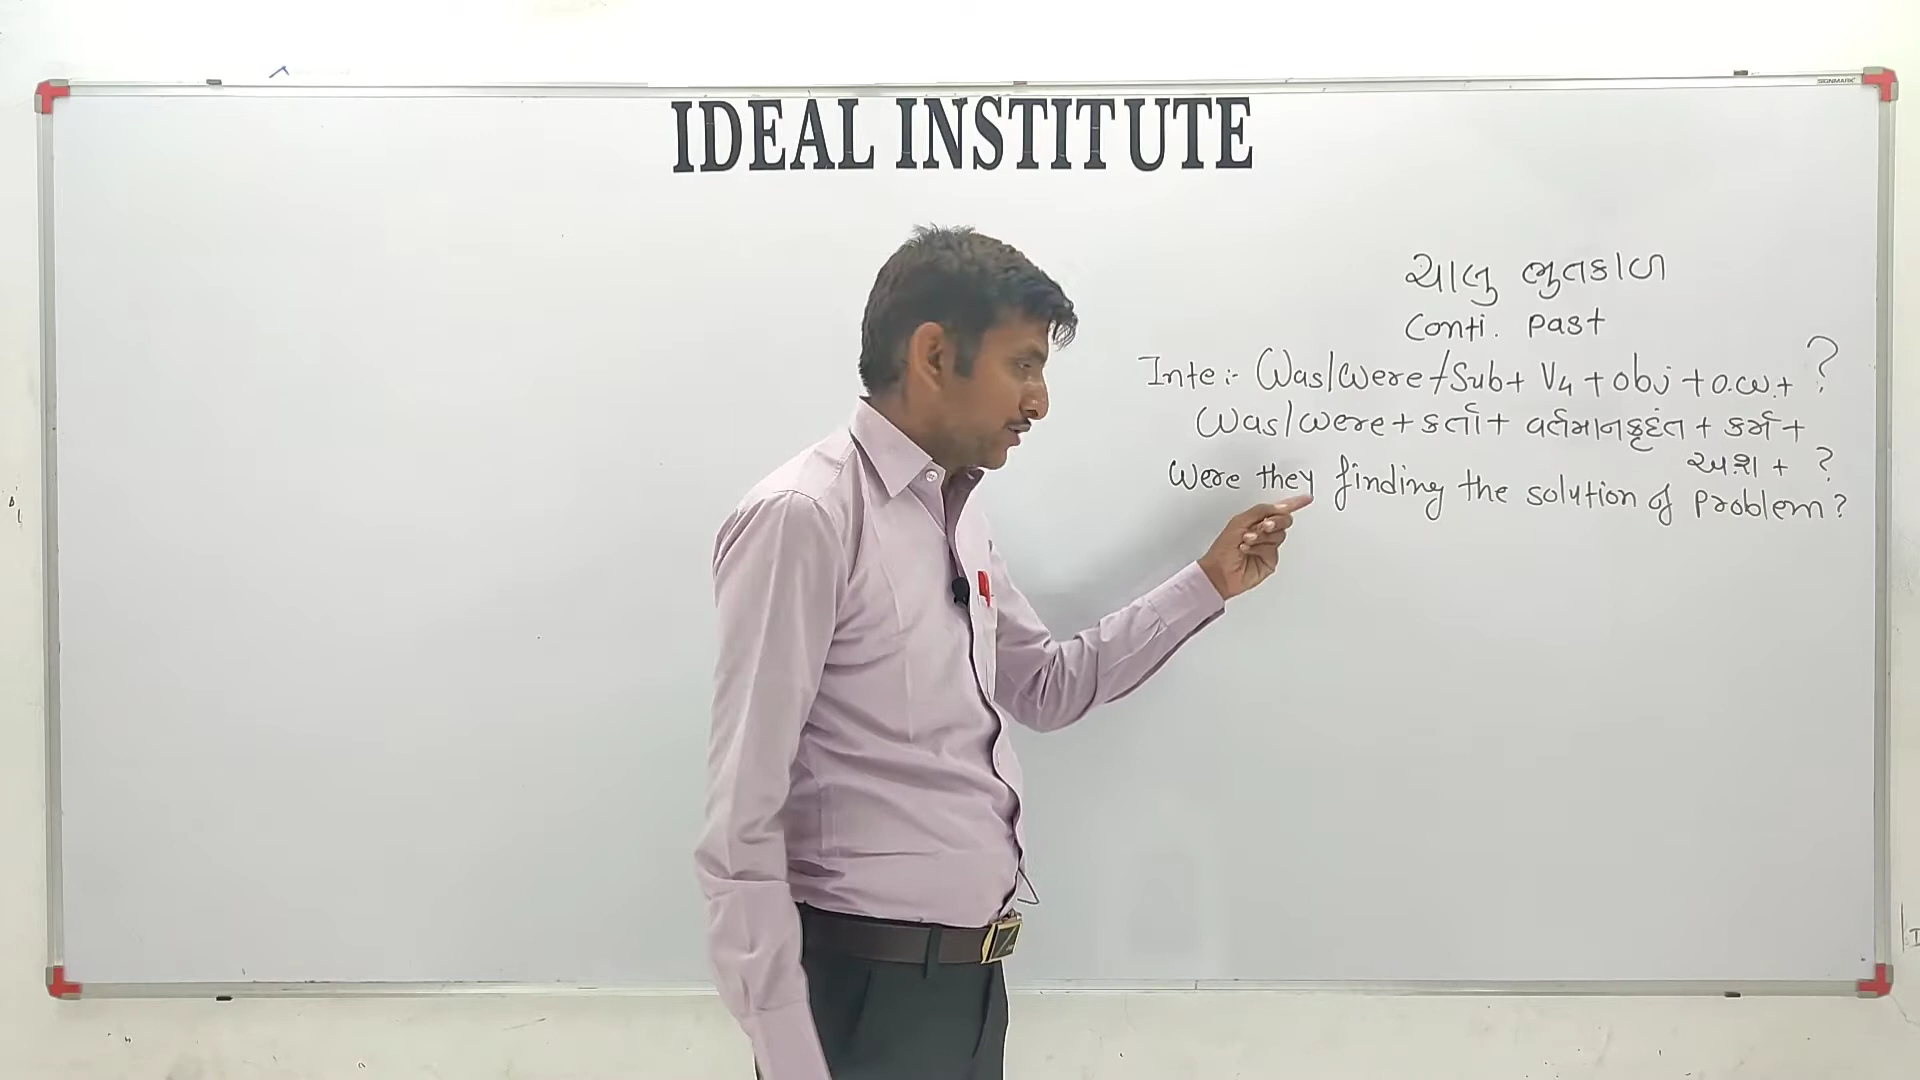 IDEAL INSTITUTE
SIGNMARK
ચાલુ ભુતકાળ
Conti. Past
Inte:- Was/Were + Sub + V4 + obj + o.w. + ?
Was/were + કર્તા + વર્તમાનકૃદંત + કર્મ +
અ.શ + ?
Were they finding the solution of problem?